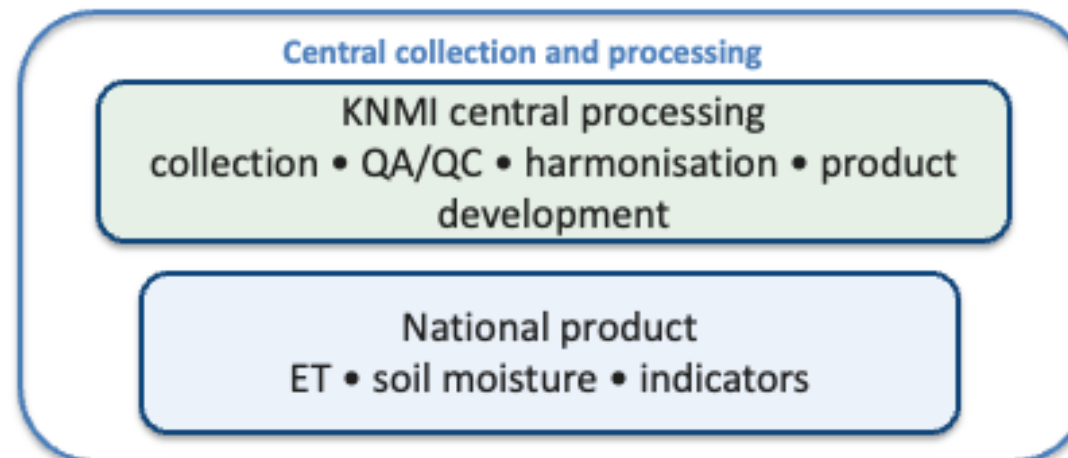 Central collection and processing
KNMI central processing
collection • QA/QC • harmonisation • product
development
National product
ET • soil moisture • indicators